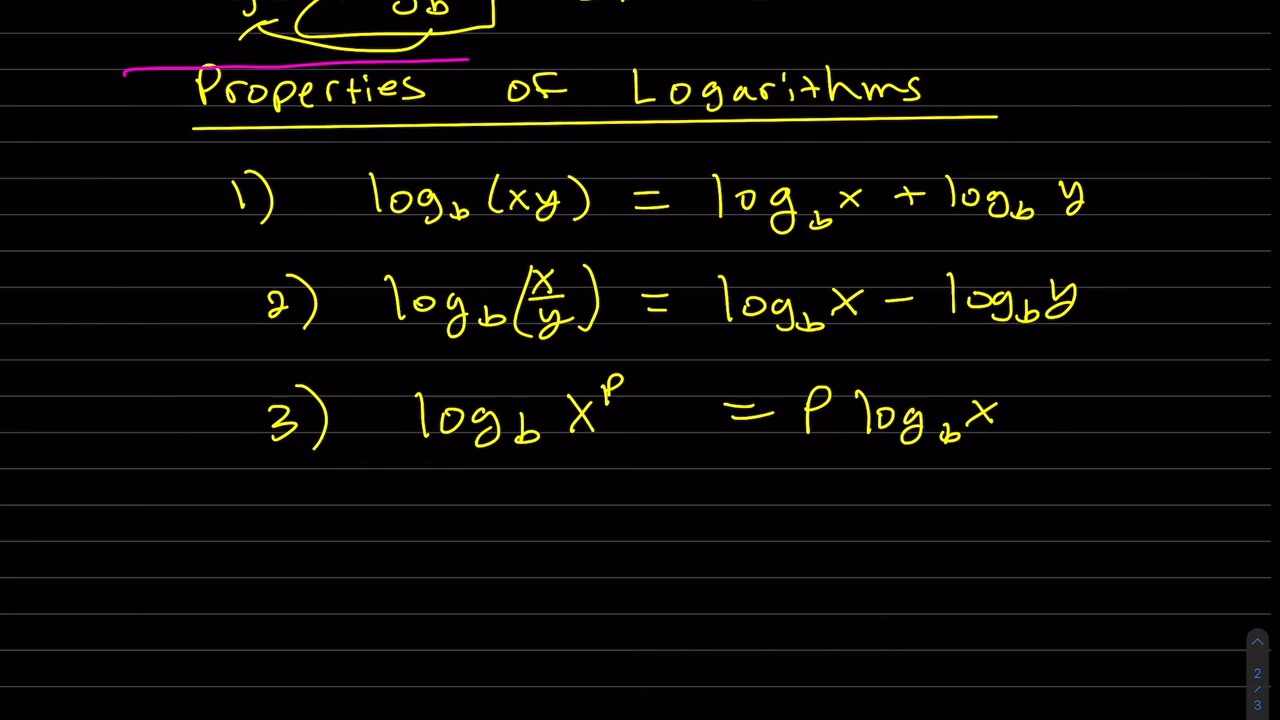 Properties of Logarithms
1) log_b (xy) = log_b x + log_b y
2) log_b (x/y) = log_b x - log_b y
3) log_b x^p = p log_b x
2
/
3